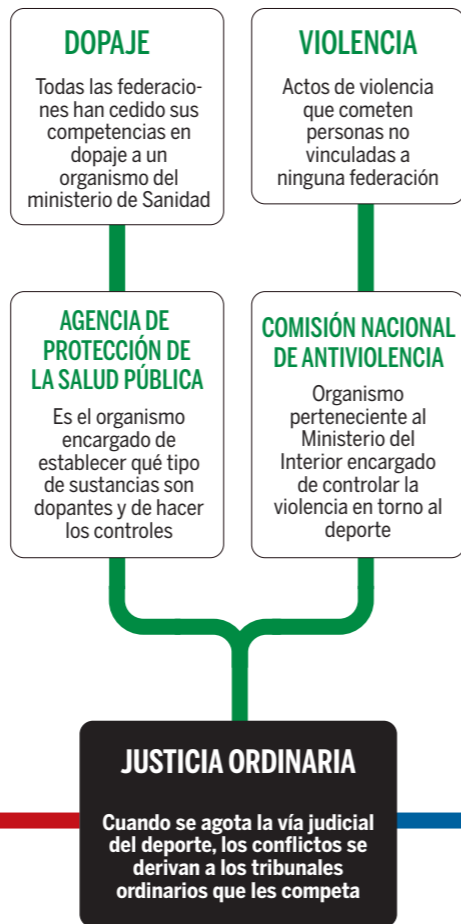 DOPAJE
Todas las federacio-
nes han cedido sus
competencias en
dopaje a un
organismo del
ministerio de Sanidad
VIOLENCIA
Actos de violencia
que cometen
personas no
vinculadas a
ninguna federación
AGENCIA DE
PROTECCIÓN DE
LA SALUD PÚBLICA
Es el organismo
encargado de
establecer qué tipo
de sustancias son
dopantes y de hacer
los controles
COMISIÓN NACIONAL
DE ANTIVIOLENCIA
Organismo
perteneciente al
Ministerio del
Interior encargado
de controlar la
violencia en torno al
deporte
JUSTICIA ORDINARIA
Cuando se agota la vía judicial
del deporte, los conflictos se
derivan a los tribunales
ordinarios que les competa